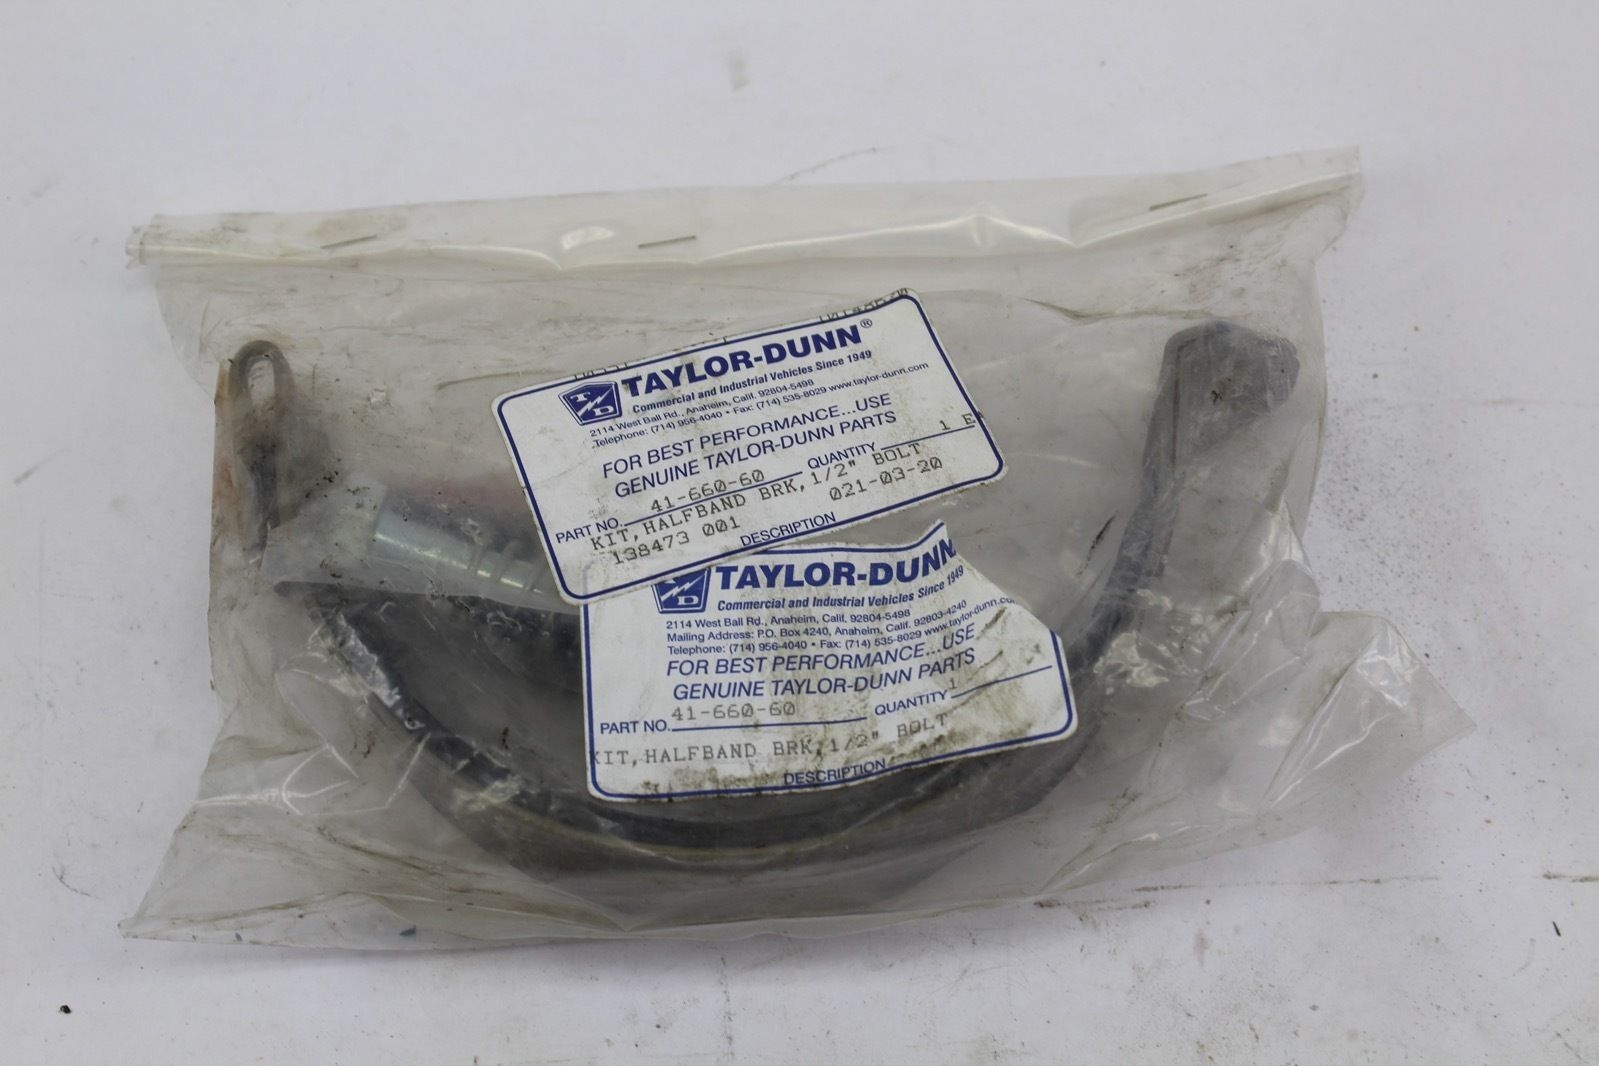 TAYLOR-DUNN®
Commercial and Industrial Vehicles Since 1949
2114 West Ball Rd., Anaheim, Calif. 92804-5498
Telephone: (714) 956-4040 • Fax: (714) 535-8029 www.taylor-dunn.com
FOR BEST PERFORMANCE...USE
GENUINE TAYLOR-DUNN PARTS
PART NO. 41-660-60 QUANTITY 1 EA
KIT, HALFBAND BRK, 1/2" BOLT
138473 001 021-03-20
DESCRIPTION
TAYLOR-DUNN
Commercial and Industrial Vehicles Since 1949
2114 West Ball Rd., Anaheim, Calif. 92804-5498
Mailing Address: P.O. Box 4240, Anaheim, Calif. 92803-4240
Telephone: (714) 956-4040 • Fax: (714) 535-8029 www.taylor-dunn.co
FOR BEST PERFORMANCE...USE
GENUINE TAYLOR-DUNN PARTS
PART NO. 41-660-60 QUANTITY 1
KIT, HALFBAND BRK, 1/2" BOLT
DESCRIPTION